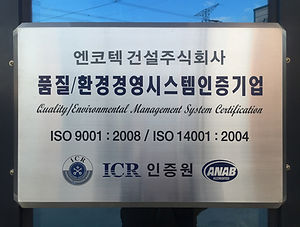 엔코텍 건설주식회사
품질/환경경영시스템인증기업
Quality/Environmental Management System Certification
ISO 9001 : 2008 / ISO 14001 : 2004
ICR ICR 인증원 ANAB